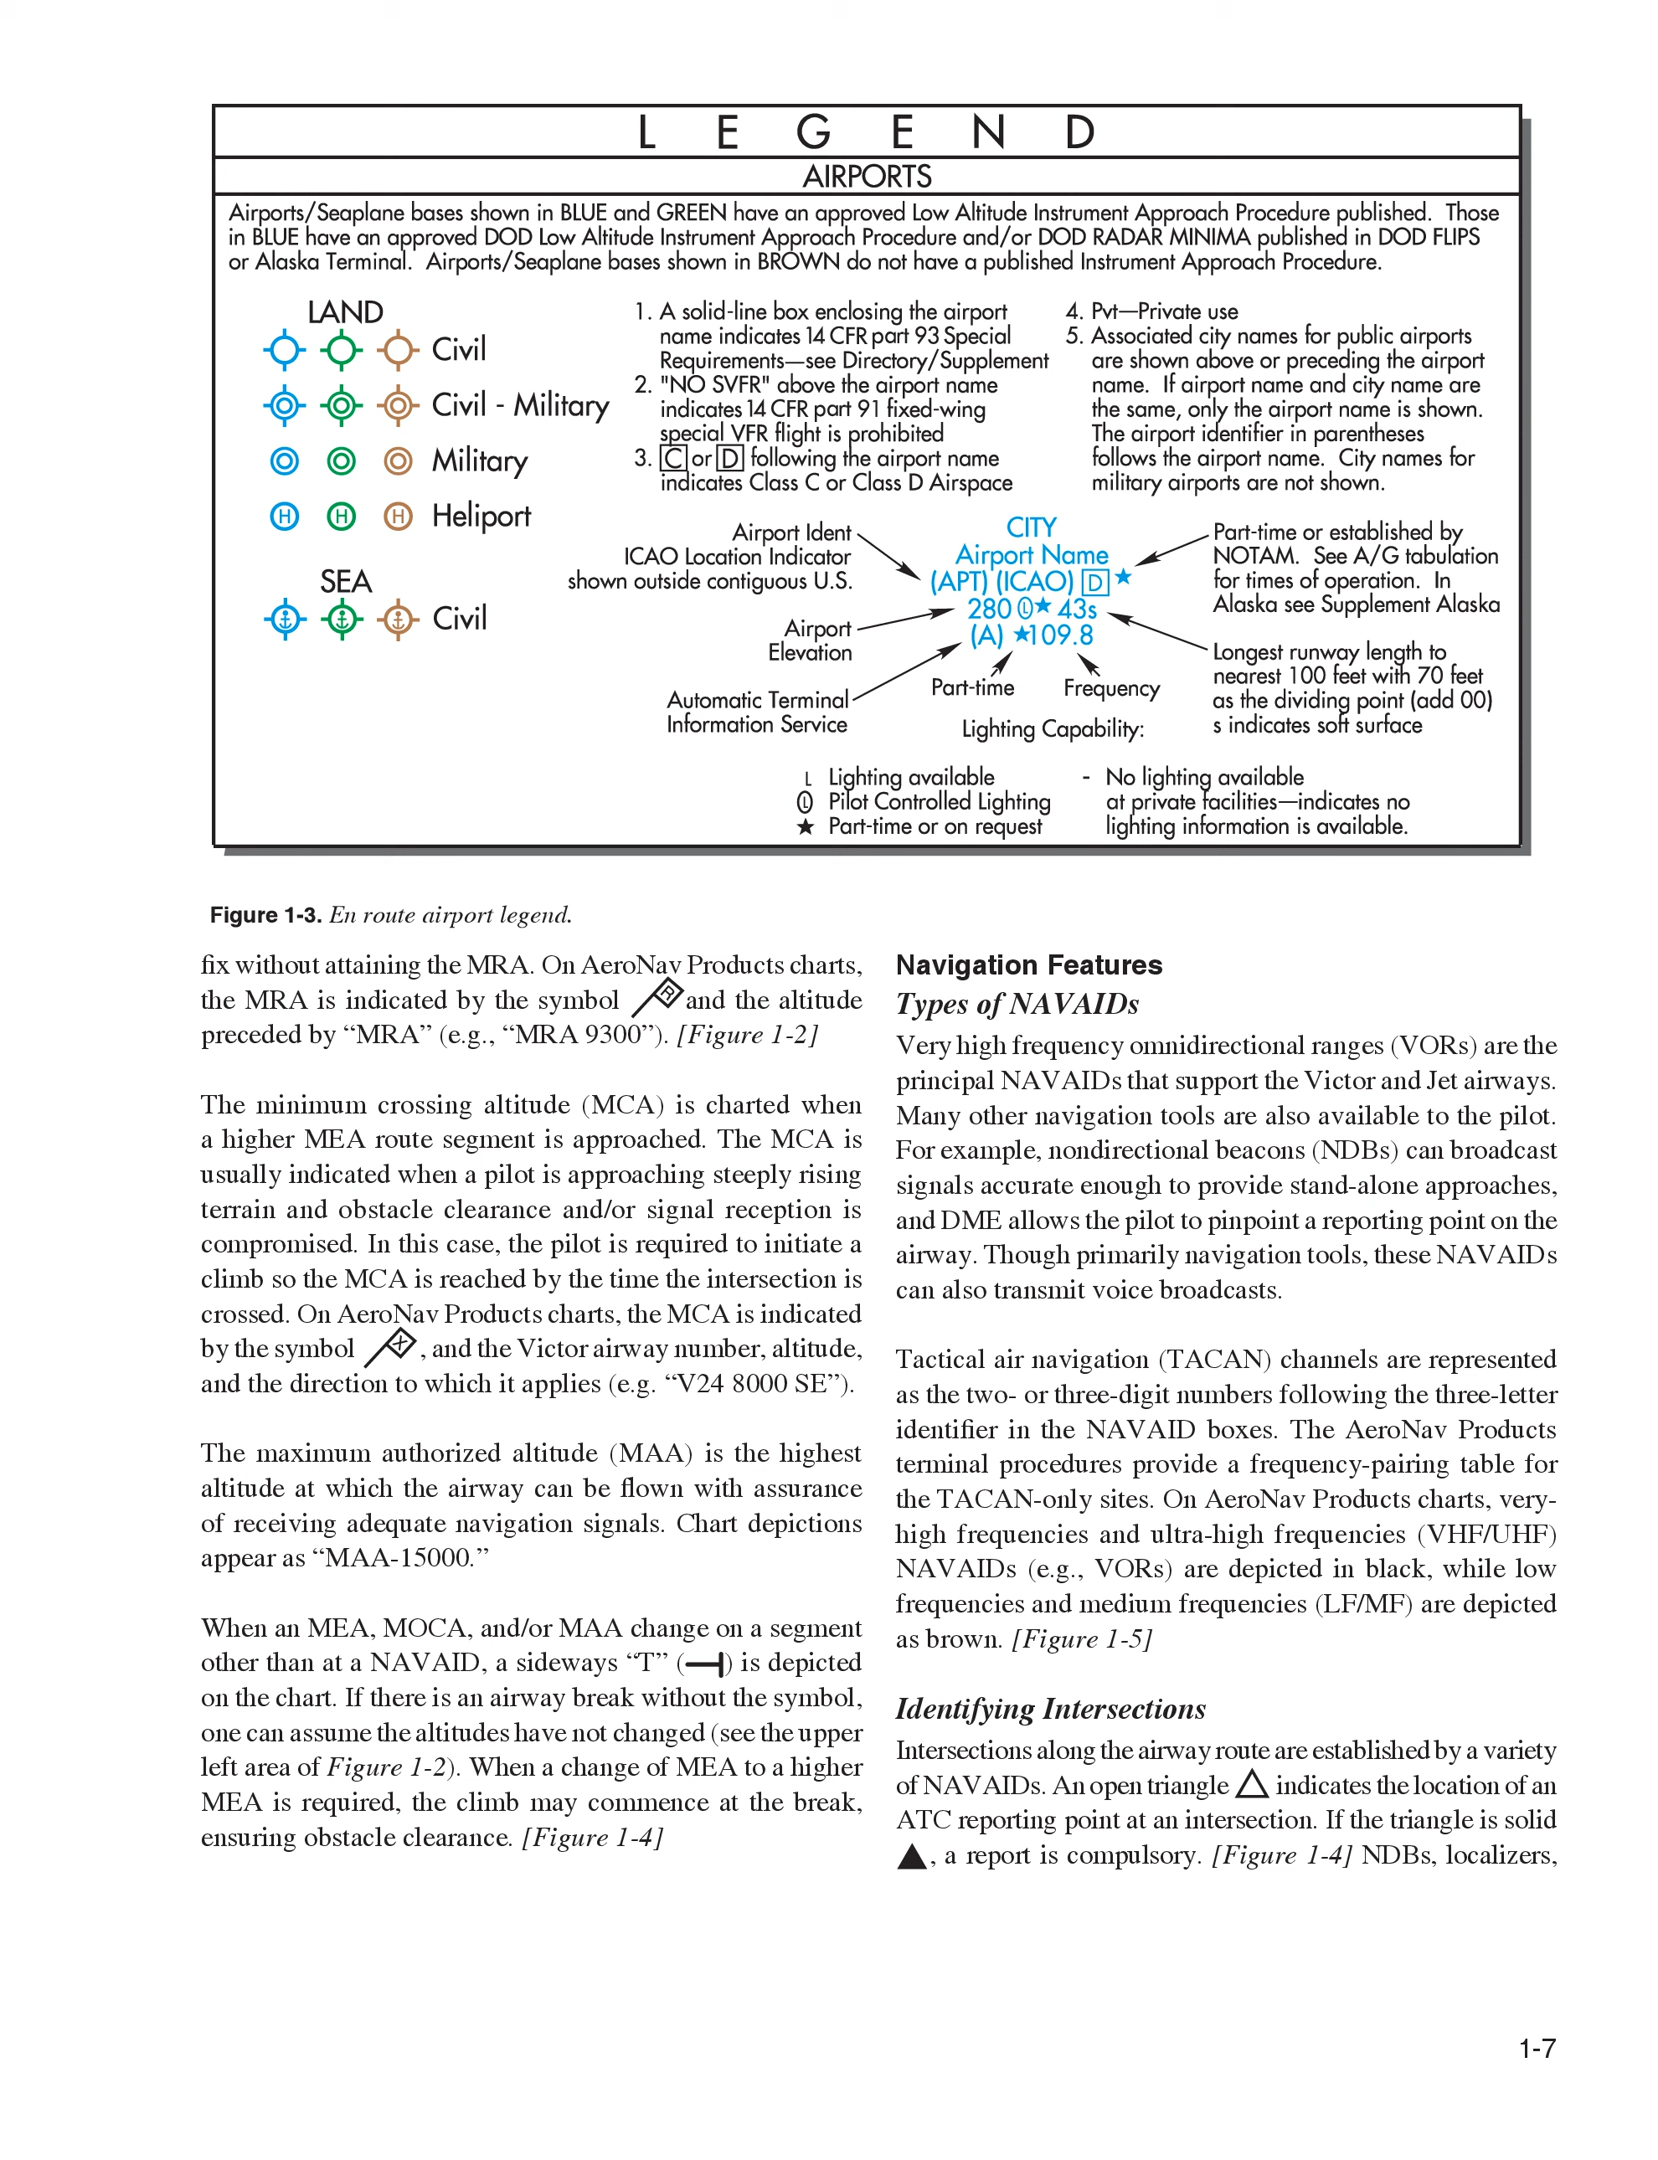 L E G E N D
AIRPORTS
Airports/Seaplane bases shown in BLUE and GREEN have an approved Low Altitude Instrument Approach Procedure published. Those
in BLUE have an approved DOD Low Altitude Instrument Approach Procedure and/or DOD RADAR MINIMA published in DOD FLIPS
or Alaska Terminal. Airports/Seaplane bases shown in BROWN do not have a published Instrument Approach Procedure.
LAND
Civil
Civil - Military
Military
H H H Heliport
SEA
Civil
1. A solid-line box enclosing the airport
name indicates 14 CFR part 93 Special
Requirements—see Directory/Supplement
2. "NO SVFR" above the airport name
indicates 14 CFR part 91 fixed-wing
special VFR flight is prohibited
3. C or D following the airport name
indicates Class C or Class D Airspace
4. Pvt—Private use
5. Associated city names for public airports
are shown above or preceding the airport
name. If airport name and city name are
the same, only the airport name is shown.
The airport identifier in parentheses
follows the airport name. City names for
military airports are not shown.
Airport Ident
ICAO Location Indicator
shown outside contiguous U.S.
Airport
Elevation
Automatic Terminal
Information Service
CITY
Airport Name
(APT) (ICAO) D ★
280 Ⓛ★ 43s
(A) ★109.8
Part-time
Frequency
Part-time or established by
NOTAM. See A/G tabulation
for times of operation. In
Alaska see Supplement Alaska
Longest runway length to
nearest 100 feet with 70 feet
as the dividing point (add 00)
s indicates soft surface
Lighting Capability:
L Lighting available
Ⓛ Pilot Controlled Lighting
★ Part-time or on request
- No lighting available
at private facilities—indicates no
lighting information is available.
Figure 1-3. En route airport legend.
fix without attaining the MRA. On AeroNav Products charts,
the MRA is indicated by the symbol R and the altitude
preceded by “MRA” (e.g., “MRA 9300”). [Figure 1-2]
The minimum crossing altitude (MCA) is charted when
a higher MEA route segment is approached. The MCA is
usually indicated when a pilot is approaching steeply rising
terrain and obstacle clearance and/or signal reception is
compromised. In this case, the pilot is required to initiate a
climb so the MCA is reached by the time the intersection is
crossed. On AeroNav Products charts, the MCA is indicated
by the symbol X , and the Victor airway number, altitude,
and the direction to which it applies (e.g. “V24 8000 SE”).
The maximum authorized altitude (MAA) is the highest
altitude at which the airway can be flown with assurance
of receiving adequate navigation signals. Chart depictions
appear as “MAA-15000.”
When an MEA, MOCA, and/or MAA change on a segment
other than at a NAVAID, a sideways “T” ( ) is depicted
on the chart. If there is an airway break without the symbol,
one can assume the altitudes have not changed (see the upper
left area of Figure 1-2). When a change of MEA to a higher
MEA is required, the climb may commence at the break,
ensuring obstacle clearance. [Figure 1-4]
Navigation Features
Types of NAVAIDs
Very high frequency omnidirectional ranges (VORs) are the
principal NAVAIDs that support the Victor and Jet airways.
Many other navigation tools are also available to the pilot.
For example, nondirectional beacons (NDBs) can broadcast
signals accurate enough to provide stand-alone approaches,
and DME allows the pilot to pinpoint a reporting point on the
airway. Though primarily navigation tools, these NAVAIDs
can also transmit voice broadcasts.
Tactical air navigation (TACAN) channels are represented
as the two- or three-digit numbers following the three-letter
identifier in the NAVAID boxes. The AeroNav Products
terminal procedures provide a frequency-pairing table for
the TACAN-only sites. On AeroNav Products charts, very-
high frequencies and ultra-high frequencies (VHF/UHF)
NAVAIDs (e.g., VORs) are depicted in black, while low
frequencies and medium frequencies (LF/MF) are depicted
as brown. [Figure 1-5]
Identifying Intersections
Intersections along the airway route are established by a variety
of NAVAIDs. An open triangle △ indicates the location of an
ATC reporting point at an intersection. If the triangle is solid
▲, a report is compulsory. [Figure 1-4] NDBs, localizers,
1-7